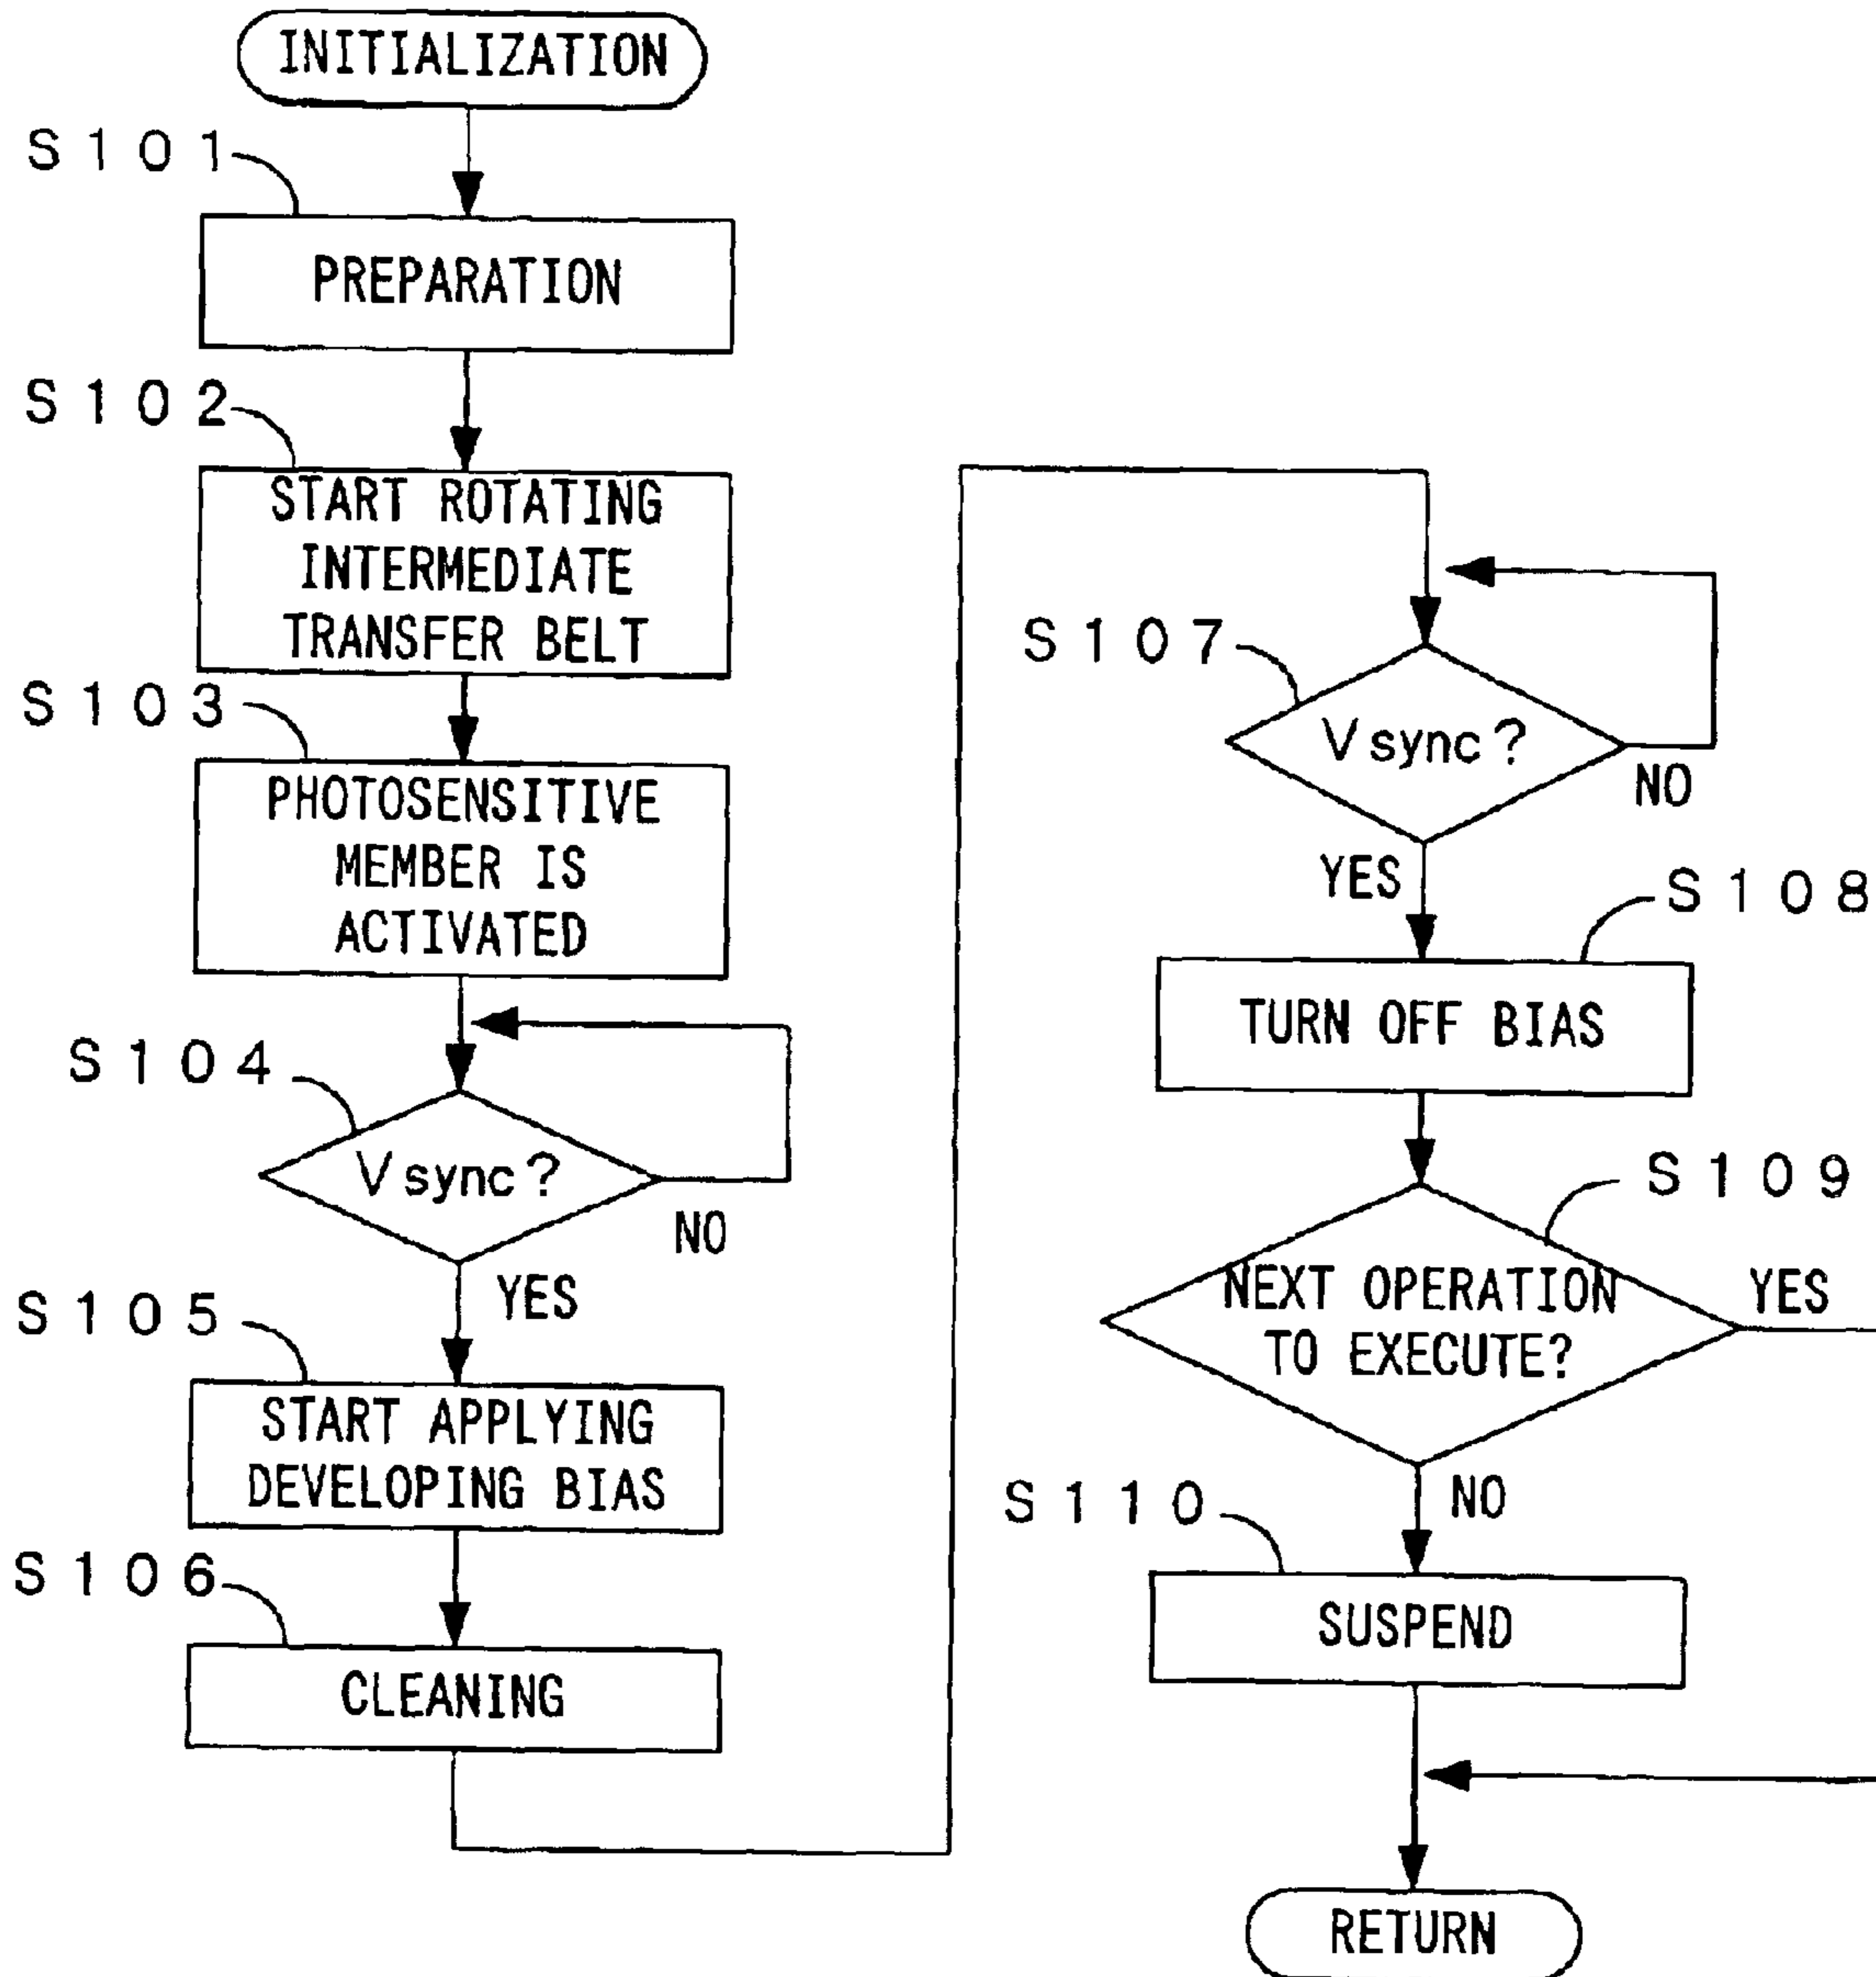 INITIALIZATION
S101
PREPARATION
S102
START ROTATING
INTERMEDIATE
TRANSFER BELT
S103
PHOTOSENSITIVE
MEMBER IS
ACTIVATED
S104
Vsync?
NO
YES
S105
START APPLYING
DEVELOPING BIAS
S106
CLEANING
S107
Vsync?
NO
YES
S108
TURN OFF BIAS
S109
NEXT OPERATION
TO EXECUTE?
YES
NO
S110
SUSPEND
RETURN